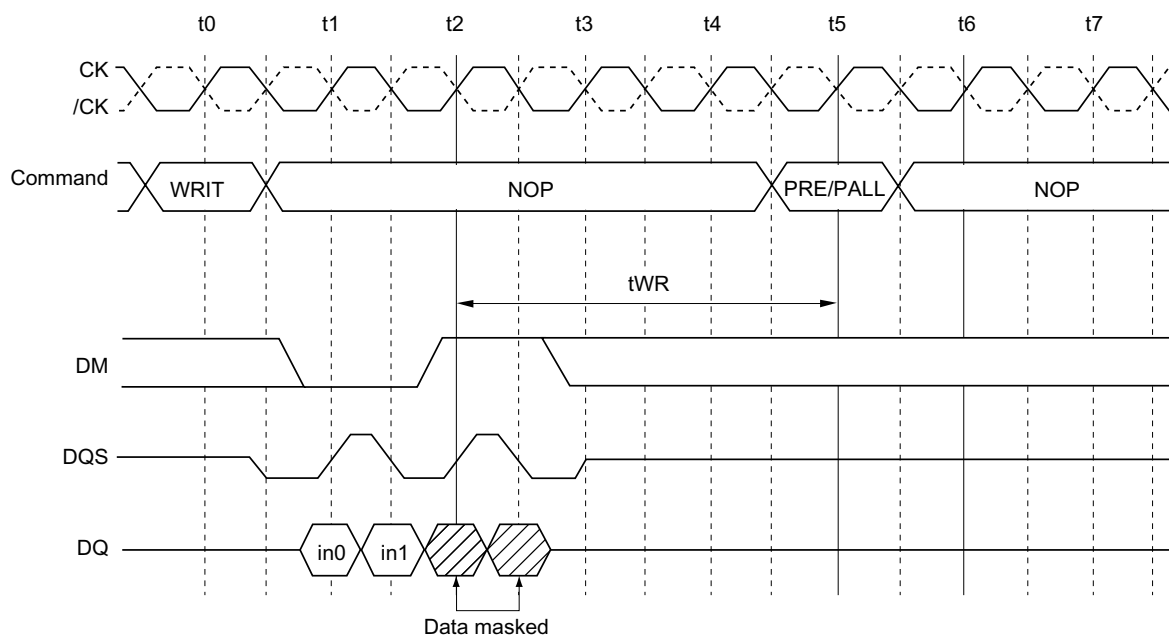 t0 t1 t2 t3 t4 t5 t6 t7
CK
/CK
Command WRIT NOP PRE/PALL NOP
tWR
DM
DQS
DQ in0 in1
Data masked